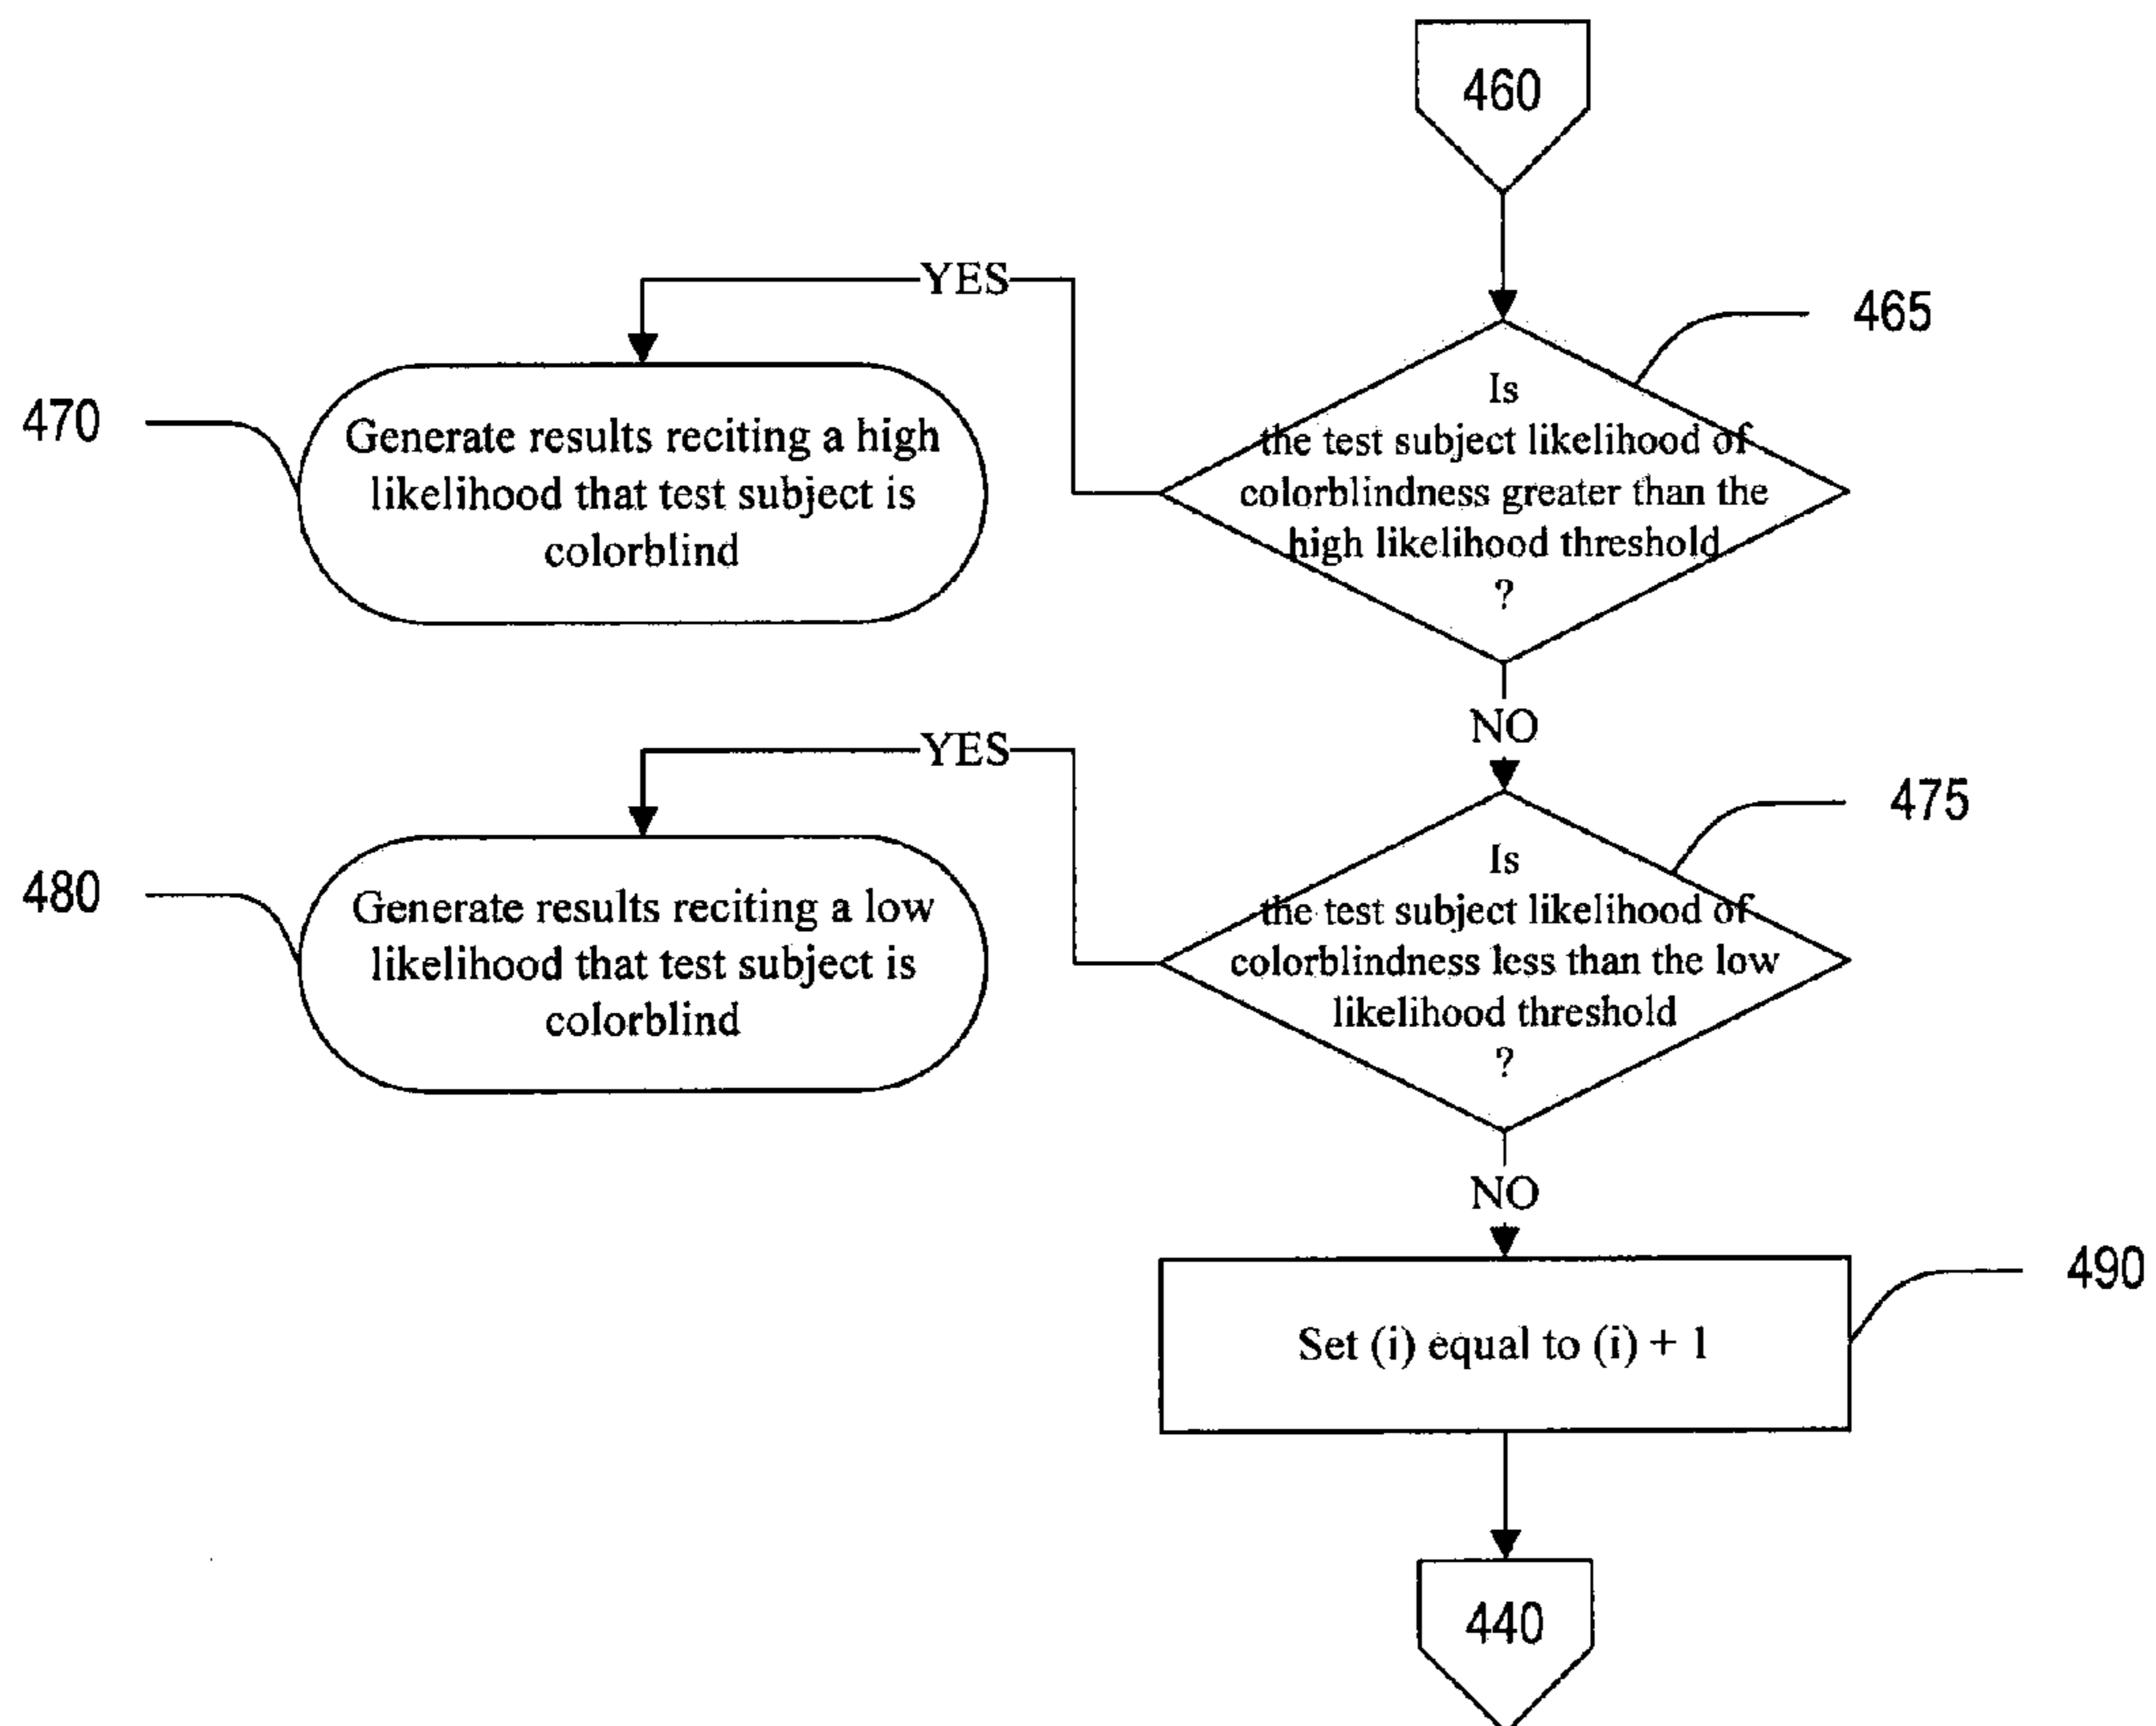 460
YES
465
Is
the test subject likelihood of
colorblindness greater than the
high likelihood threshold
?
470
Generate results reciting a high
likelihood that test subject is
colorblind
NO
YES
475
Is
the test subject likelihood of
colorblindness less than the low
likelihood threshold
?
480
Generate results reciting a low
likelihood that test subject is
colorblind
NO
490
Set (i) equal to (i) + 1
440